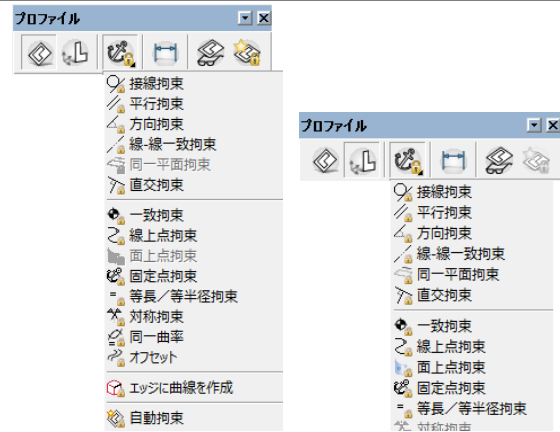 プロファイル
接線拘束
平行拘束
方向拘束
線-線一致拘束
同一平面拘束
直交拘束
一致拘束
線上点拘束
面上点拘束
固定点拘束
等長／等半径拘束
対称拘束
同一曲率
オフセット
エッジに曲線を作成
自動拘束
プロファイル
接線拘束
平行拘束
方向拘束
線-線一致拘束
同一平面拘束
直交拘束
一致拘束
線上点拘束
面上点拘束
固定点拘束
等長／等半径拘束
対称拘束